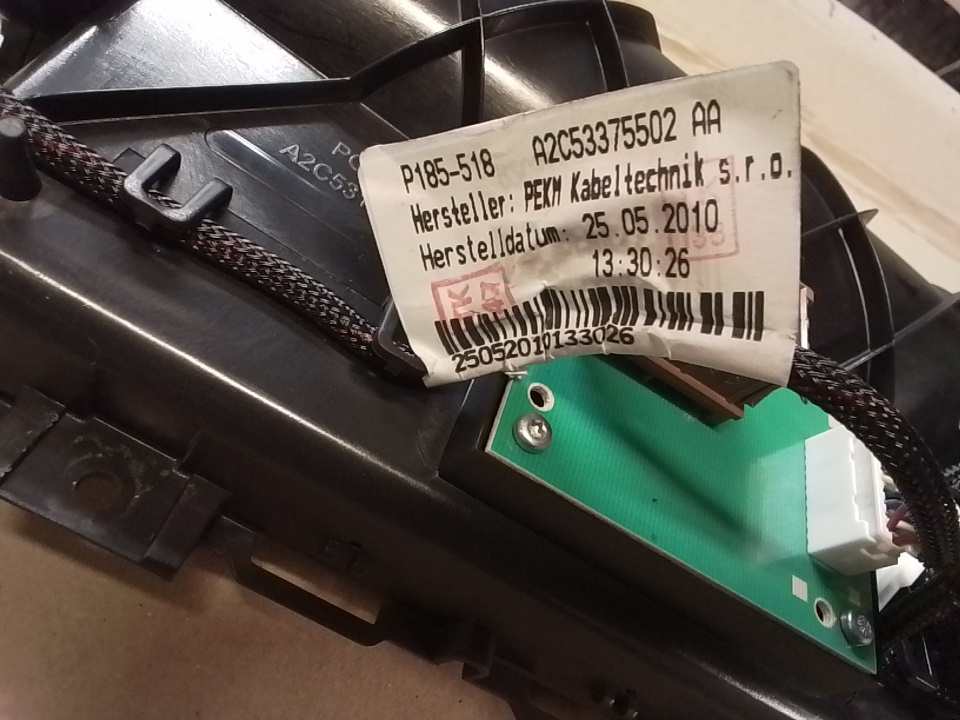 P185-518 A2C53375502 AA
Hersteller: PEKM Kabeltechnik s.r.o.
Herstelldatum: 25.05.2010
13:30:26
25052010133026